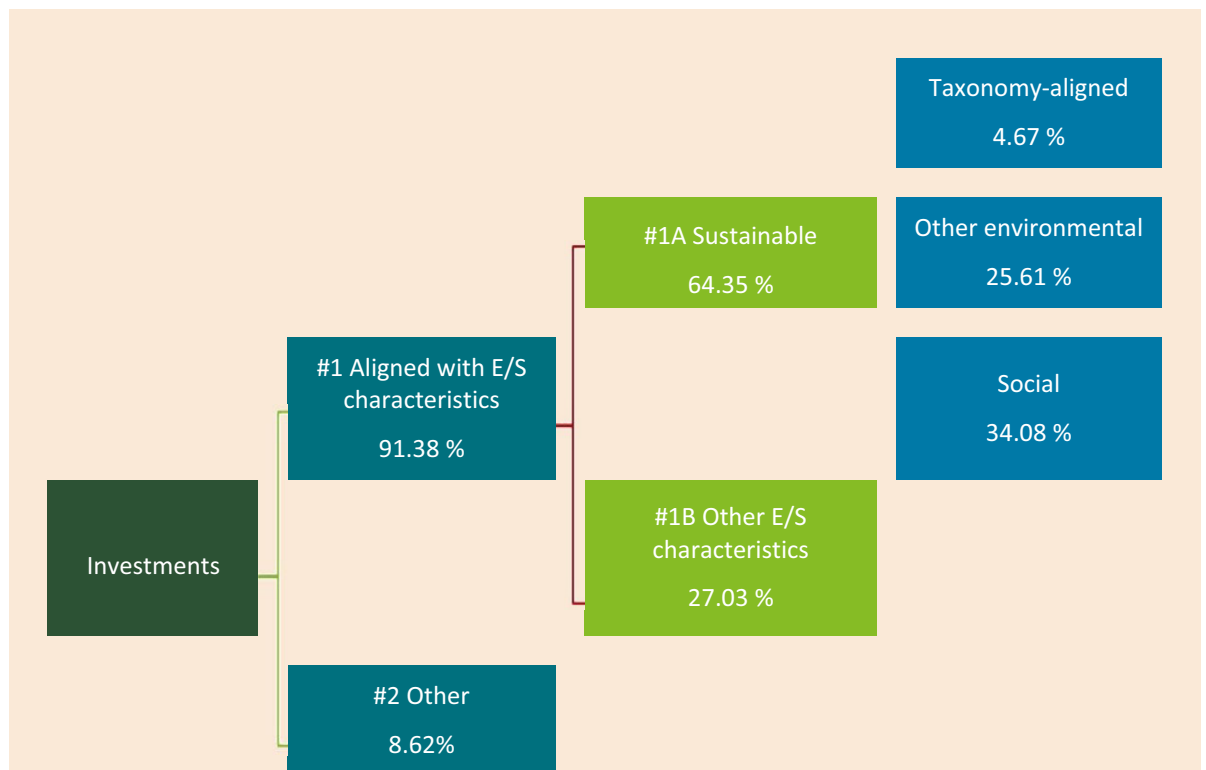 Investments
#1 Aligned with E/S
characteristics
91.38 %
#2 Other
8.62%
#1A Sustainable
64.35 %
#1B Other E/S
characteristics
27.03 %
Taxonomy-aligned
4.67 %
Other environmental
25.61 %
Social
34.08 %